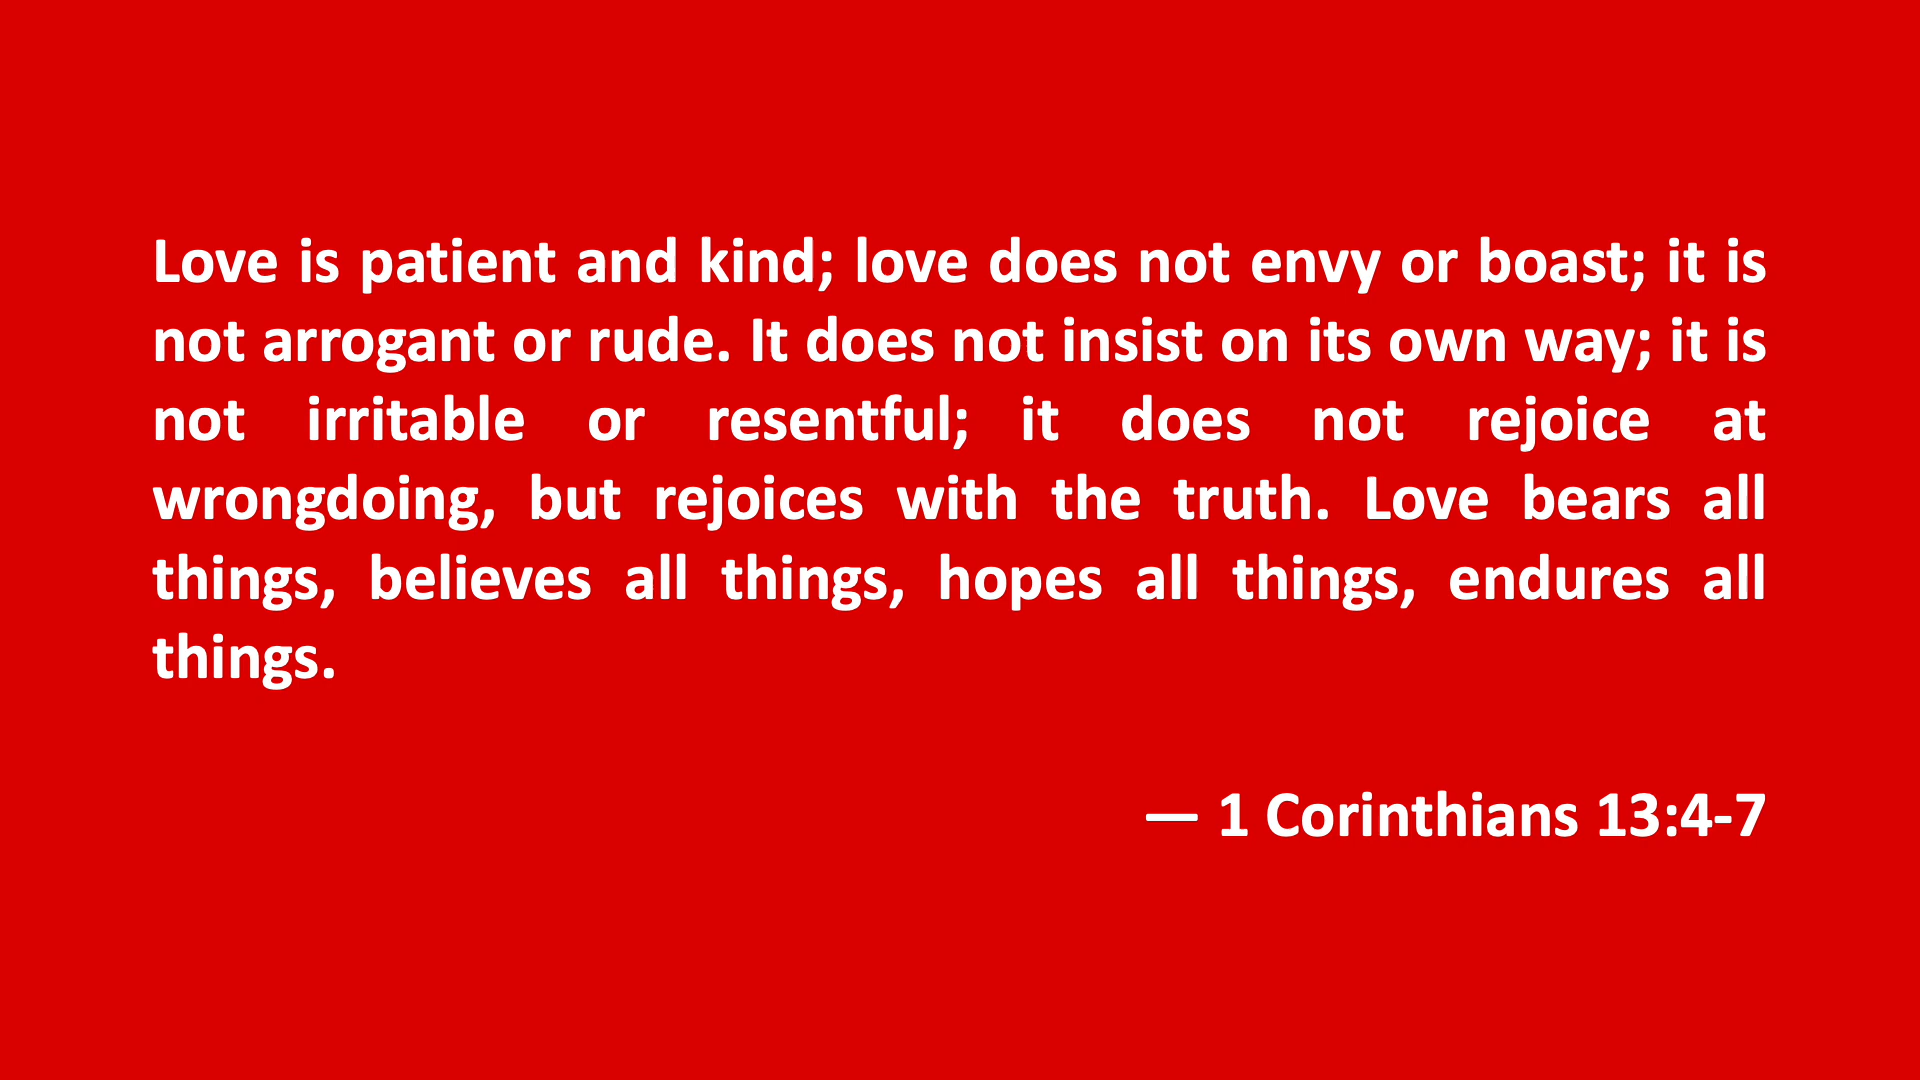 Love is patient and kind; love does not envy or boast; it is
not arrogant or rude. It does not insist on its own way; it is
not irritable or resentful; it does not rejoice at
wrongdoing, but rejoices with the truth. Love bears all
things, believes all things, hopes all things, endures all
things.
— 1 Corinthians 13:4-7